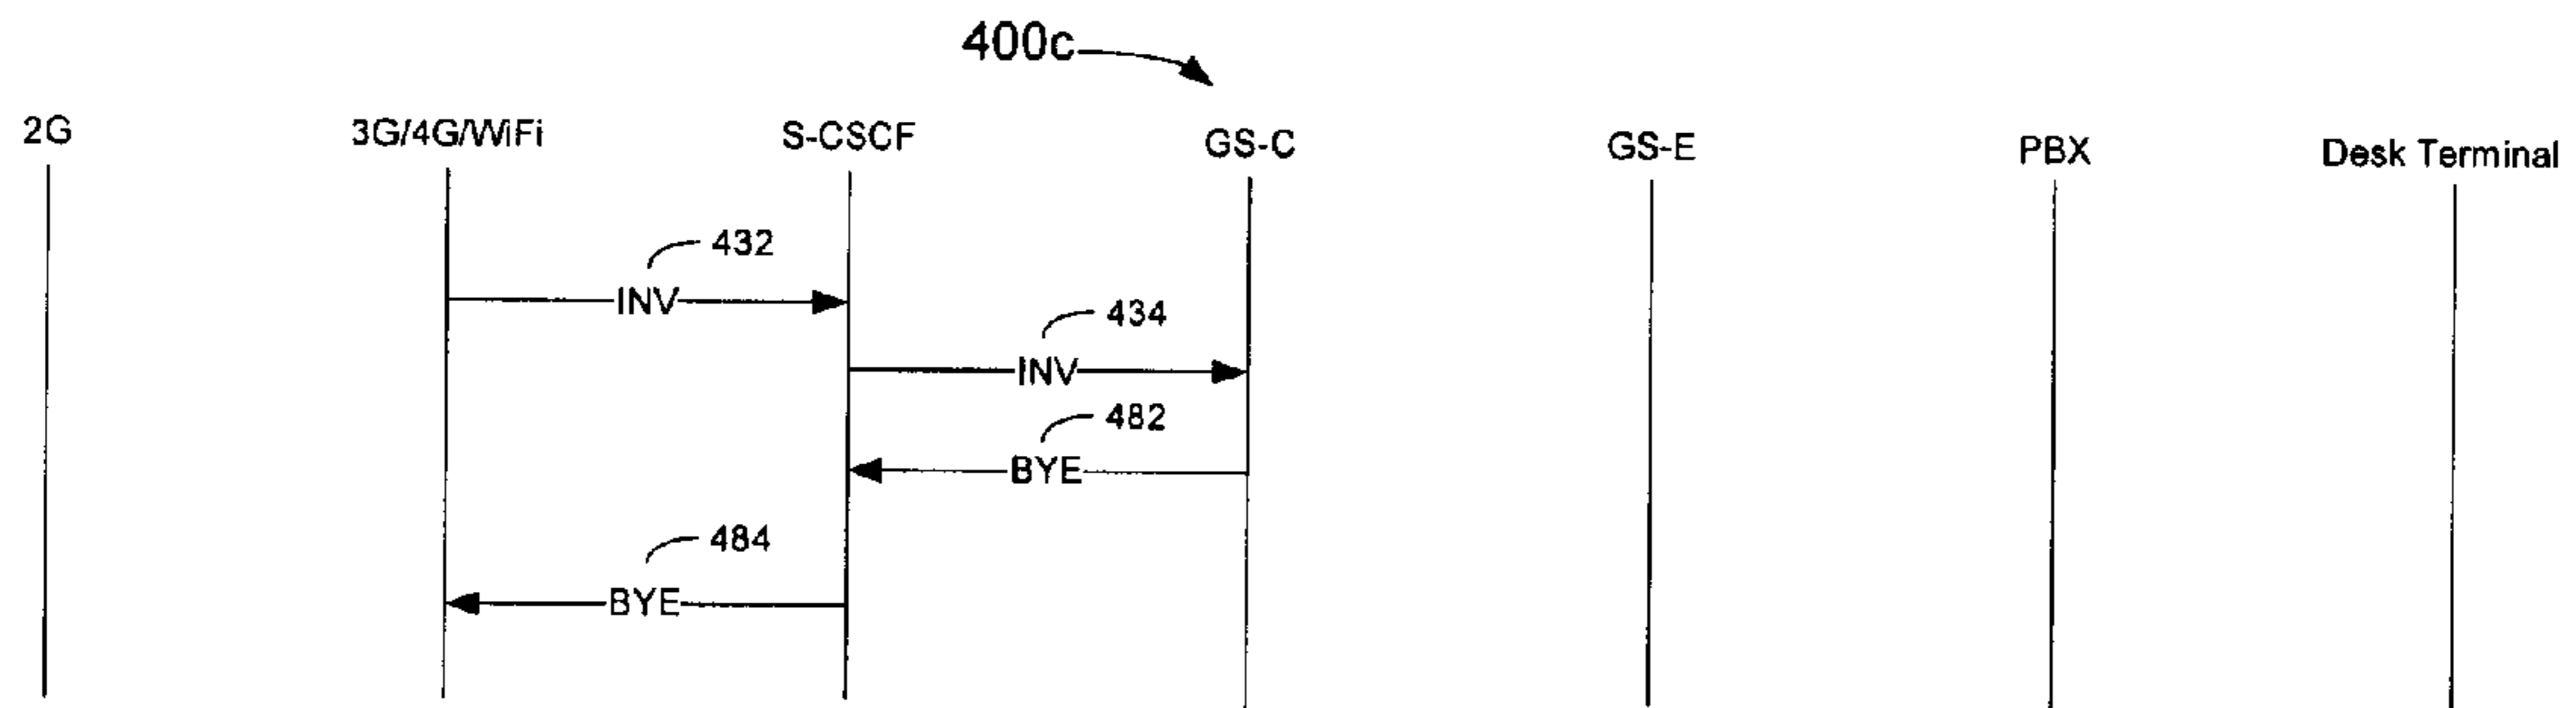 400c
2G 3G/4G/WiFi S-CSCF GS-C GS-E PBX Desk Terminal
432
INV
434
INV
482
BYE
484
BYE